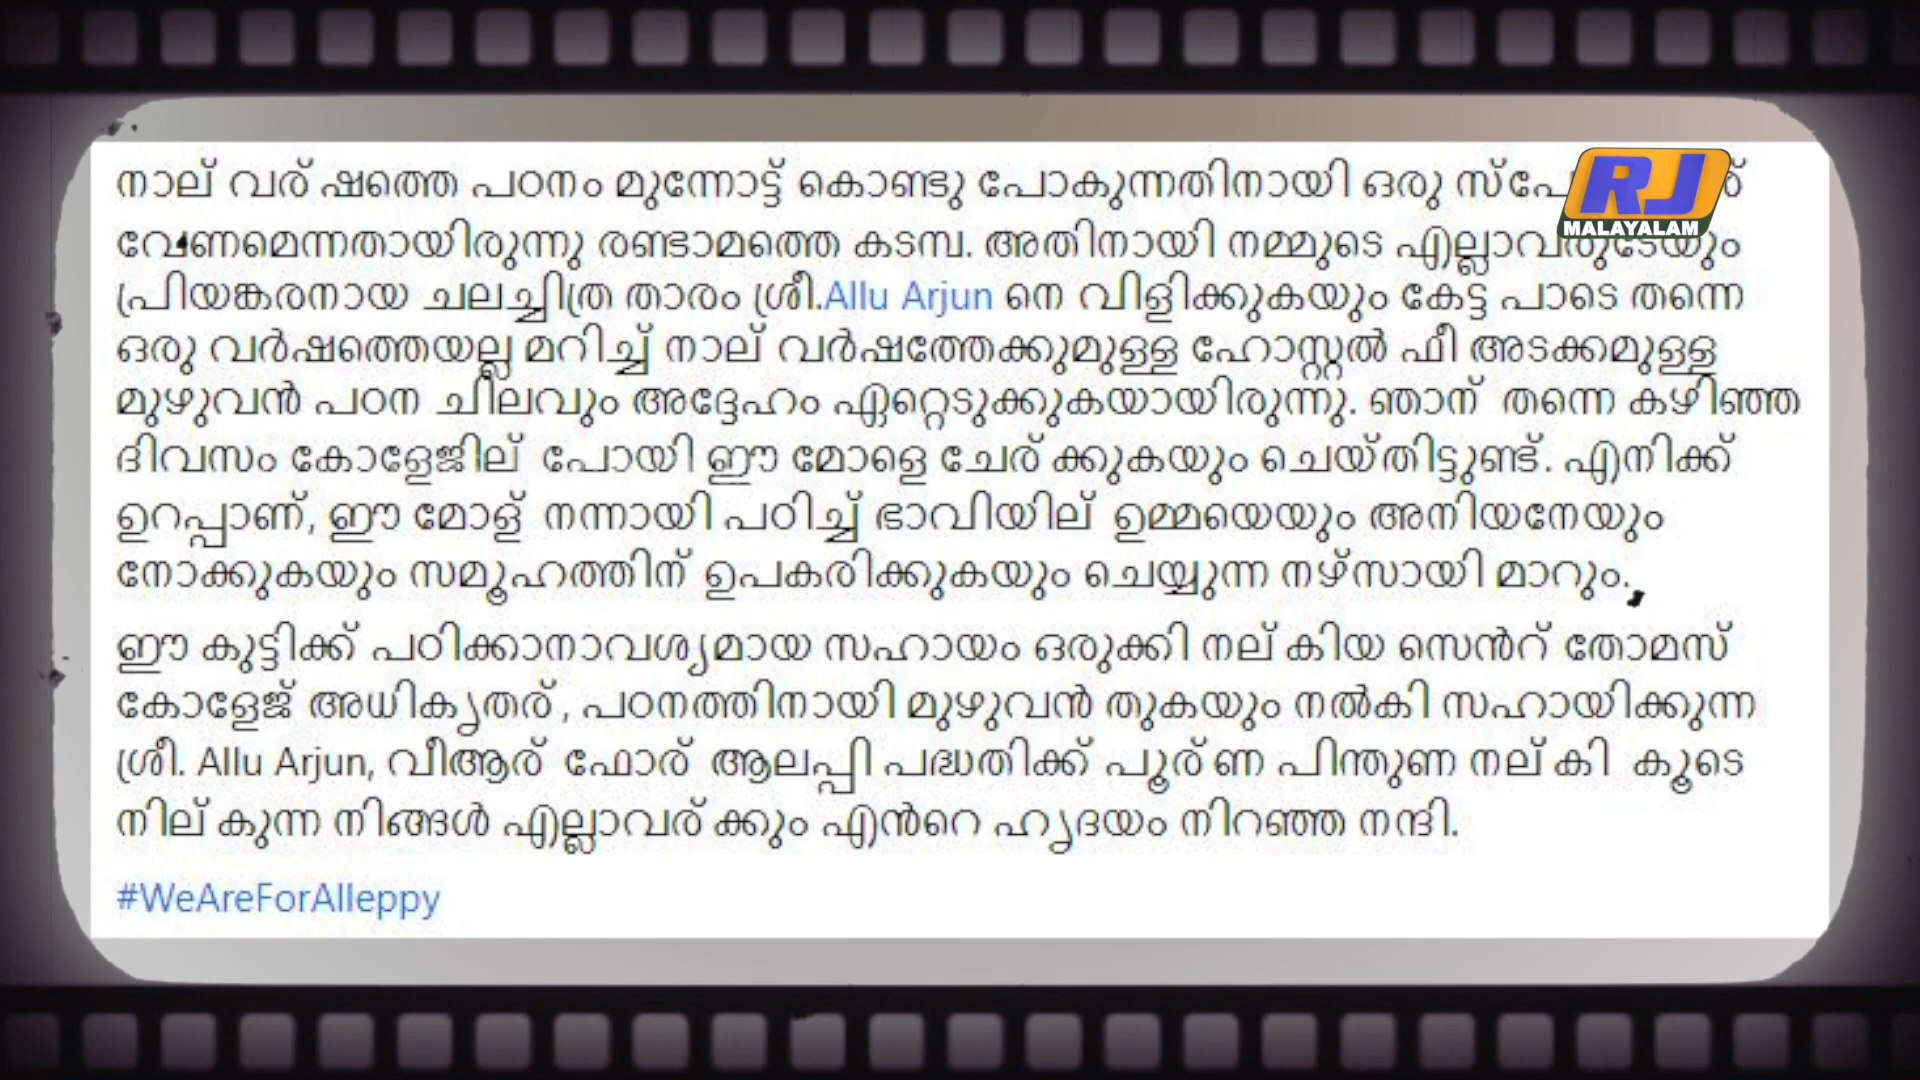 നാല് വര്‍ഷത്തെ പഠനം മുന്നോട്ട് കൊണ്ടു പോകുന്നതിനായി ഒരു
RJ
MALAYALAM
വേണമെന്നതായിരുന്നു രണ്ടാമത്തെ കടമ്പ. അതിനായി നമ്മുടെ എല്ലാവരുടേയും
പ്രിയങ്കരനായ ചലച്ചിത്ര താരം ശ്രീ.Allu Arjun നെ വിളിക്കുകയും കേട്ട പാടെ തന്നെ
ഒരു വർഷത്തെയല്ല മറിച്ച് നാല് വർഷത്തേക്കുമുള്ള ഹോസ്റ്റൽ ഫീ അടക്കമുള്ള
മുഴുവൻ പഠന ചിലവും അദ്ദേഹം ഏറ്റെടുക്കുകയായിരുന്നു. ഞാന് തന്നെ കഴിഞ്ഞ
ദിവസം കോളേജില് പോയി ഈ മോളെ ചേര് ക്കുകയും ചെയ്തിട്ടുണ്ട്. എനിക്ക്
ഉറപ്പാണ്, ഈ മോള് നന്നായി പഠിച്ച് ഭാവിയില് ഉമ്മയെയും അനിയനേയും
നോക്കുകയും സമൂഹത്തിന് ഉപകരിക്കുകയും ചെയ്യുന്ന നഴ്സായി മാറും.
ഈ കുട്ടിക്ക് പഠിക്കാനാവശ്യമായ സഹായം ഒരുക്കി നല് കിയ സെൻറ് തോമസ്
കോളേജ് അധികൃതര്, പഠനത്തിനായി മുഴുവൻ തുകയും നൽകി സഹായിക്കുന്ന
ശ്രീ. Allu Arjun, വീആര് ഫോര് ആലപ്പി പദ്ധതിക്ക് പൂര് ണ പിന്തുണ നല് കി കൂടെ
നില് കുന്ന നിങ്ങൾ എല്ലാവര് ക്കും എൻറെ ഹൃദയം നിറഞ്ഞ നന്ദി.
#WeAreForAlleppy